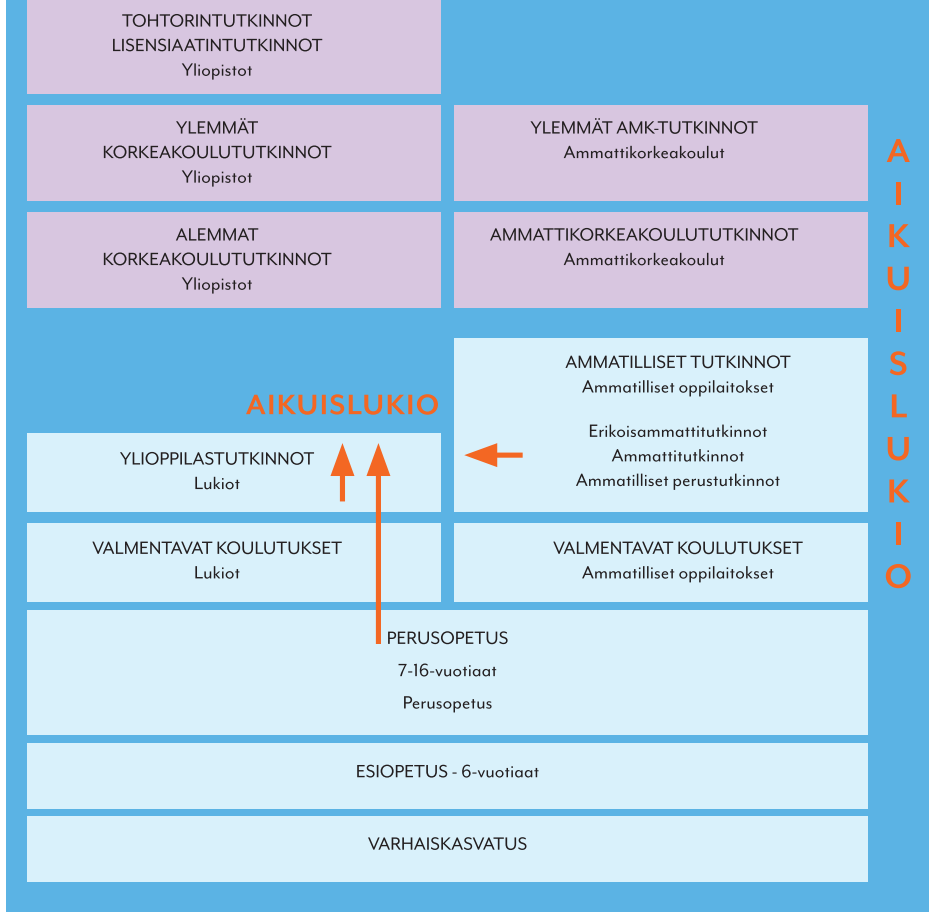 TOHTORINTUTKINNOT
LISENSIAATINTUTKINNOT
Yliopistot
YLEMMÄT
KORKEAKOULUTUTKINNOT
Yliopistot
YLEMMÄT AMK-TUTKINNOT
Ammattikorkeakoulut
ALEMMAT
KORKEAKOULUTUTKINNOT
Yliopistot
AMMATTIKORKEAKOULUTUTKINNOT
Ammattikorkeakoulut
AIKUISLUKIO
AMMATILLISET TUTKINNOT
Ammatilliset oppilaitokset
Erikoisammattitutkinnot
Ammattitutkinnot
Ammatilliset perustutkinnot
AIKUISLUKIO
YLIOPPILASTUTKINNOT
Lukiot
VALMENTAVAT KOULUTUKSET
Lukiot
VALMENTAVAT KOULUTUKSET
Ammatilliset oppilaitokset
PERUSOPETUS
7-16-vuotiaat
Perusopetus
ESIOPETUS - 6-vuotiaat
VARHAISKASVATUS